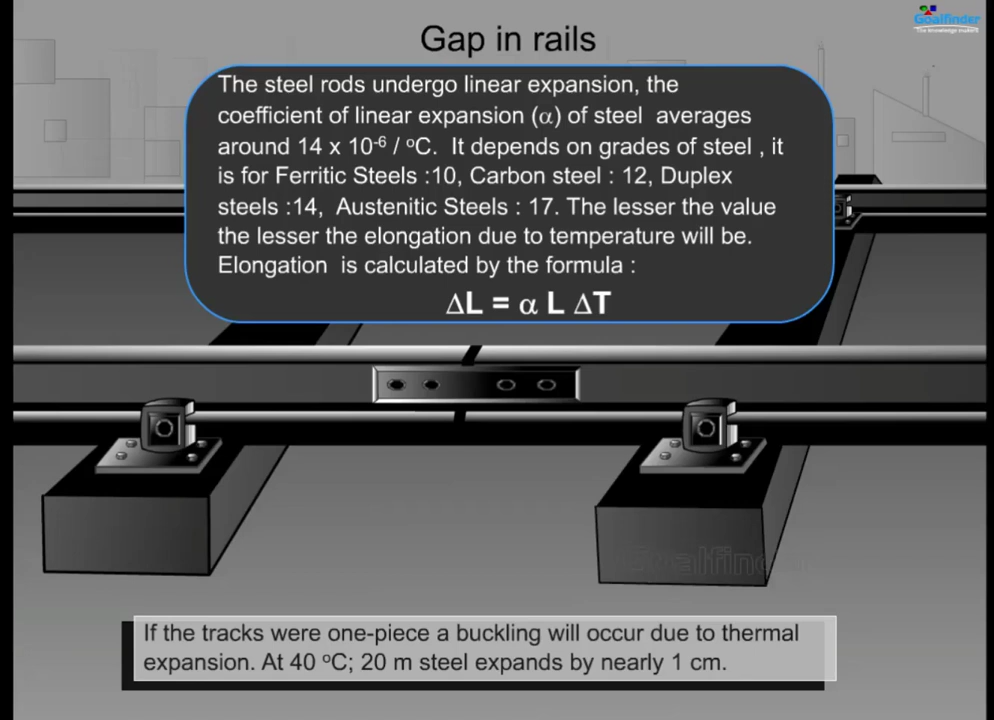 Goalfinder
The knowledge makers
Gap in rails
The steel rods undergo linear expansion, the
coefficient of linear expansion (α) of steel averages
around 14 x 10⁻⁶ / ºC. It depends on grades of steel , it
is for Ferritic Steels :10, Carbon steel : 12, Duplex
steels :14, Austenitic Steels : 17. The lesser the value
the lesser the elongation due to temperature will be.
Elongation is calculated by the formula :
ΔL = α L ΔT
Goalfinder
If the tracks were one-piece a buckling will occur due to thermal
expansion. At 40 ºC; 20 m steel expands by nearly 1 cm.